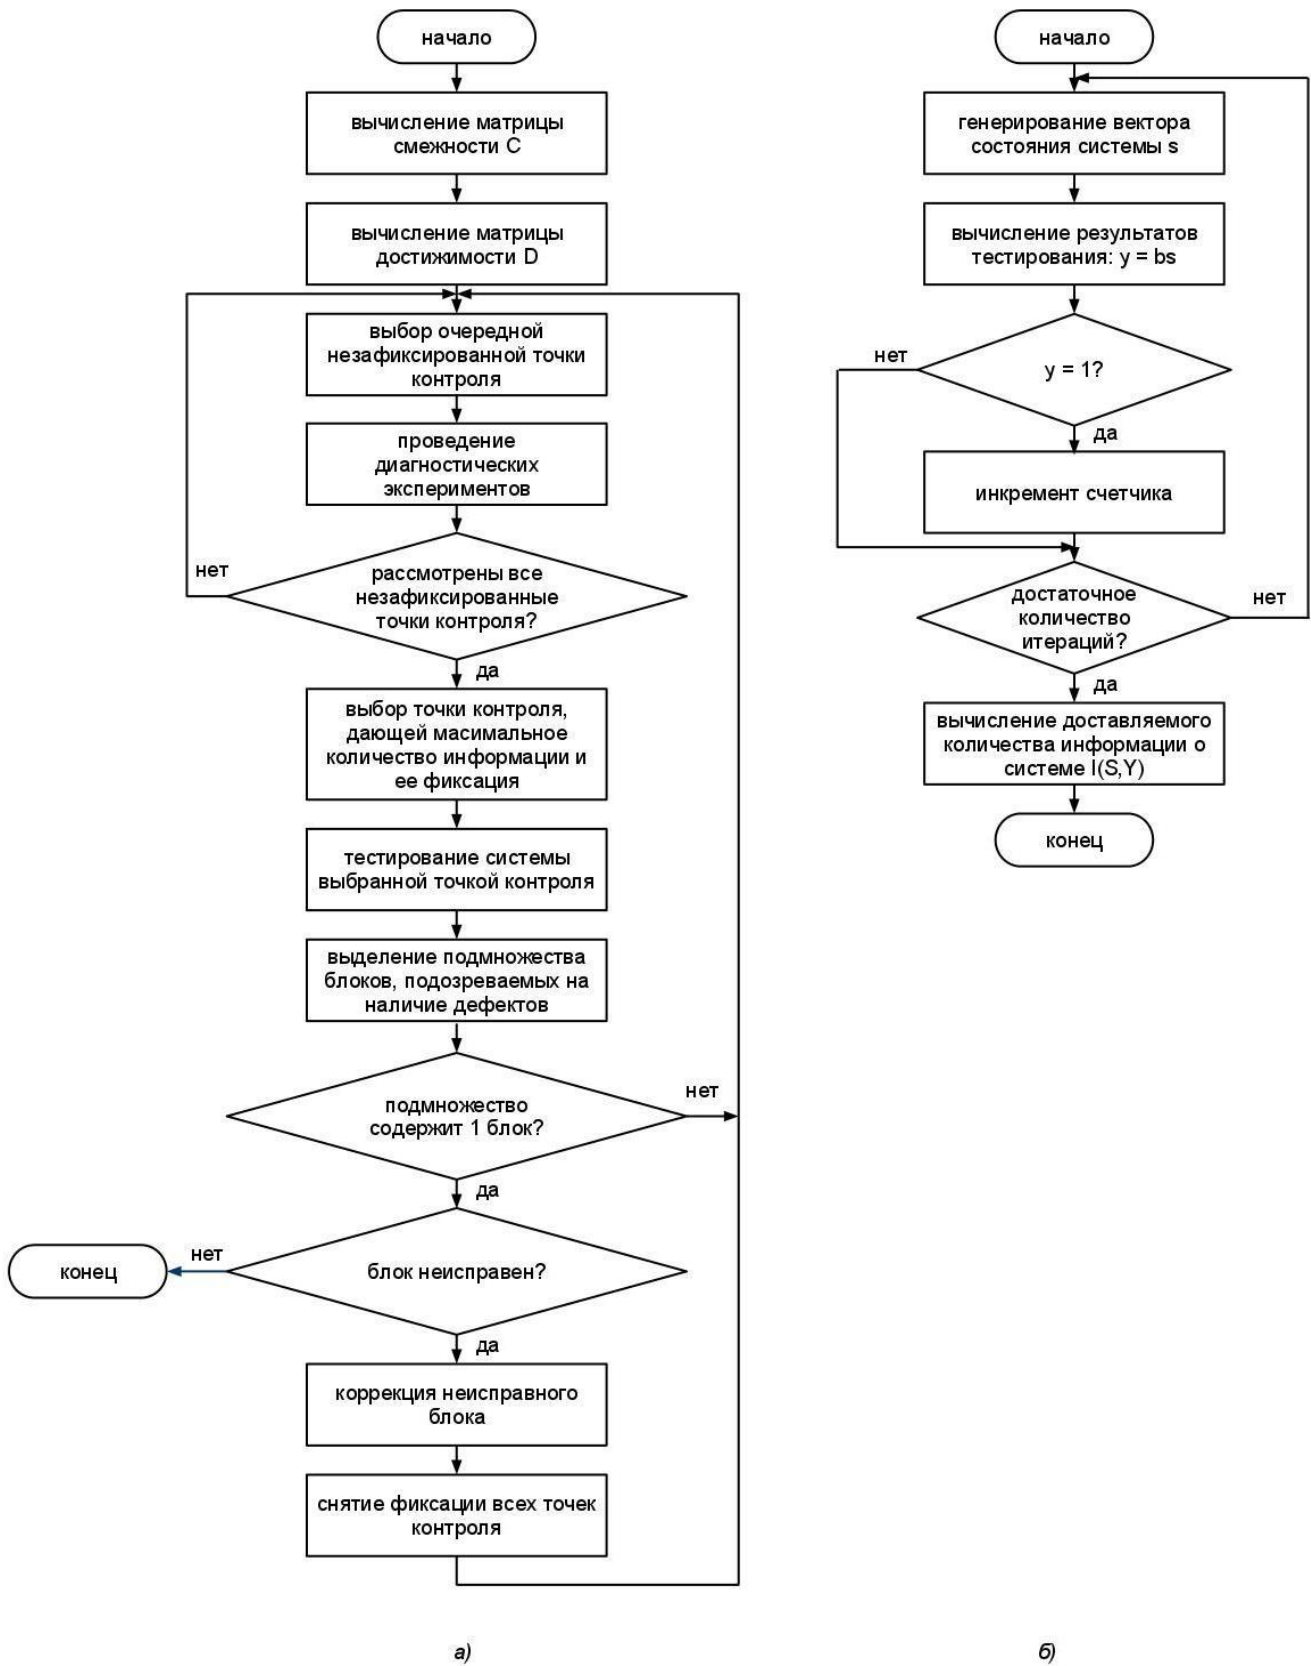 начало
вычисление матрицы
смежности C
вычисление матрицы
достижимости D
выбор очередной
незафиксированной точки
контроля
проведение
диагностических
экспериментов
нет
рассмотрены все
незафиксированные
точки контроля?
да
выбор точки контроля,
дающей масимальное
количество информации и
ее фиксация
тестирование системы
выбранной точкой контроля
выделение подмножества
блоков, подозреваемых на
наличие дефектов
нет
подмножество
содержит 1 блок?
да
нет
конец
блок неисправен?
да
коррекция неисправного
блока
снятие фиксации всех точек
контроля
а)
начало
генерирование вектора
состояния системы s
вычисление результатов
тестирования: y = bs
нет
y = 1?
да
инкремент счетчика
достаточное
количество
итераций?
нет
да
вычисление доставляемого
количества информации о
системе I(S,Y)
конец
б)